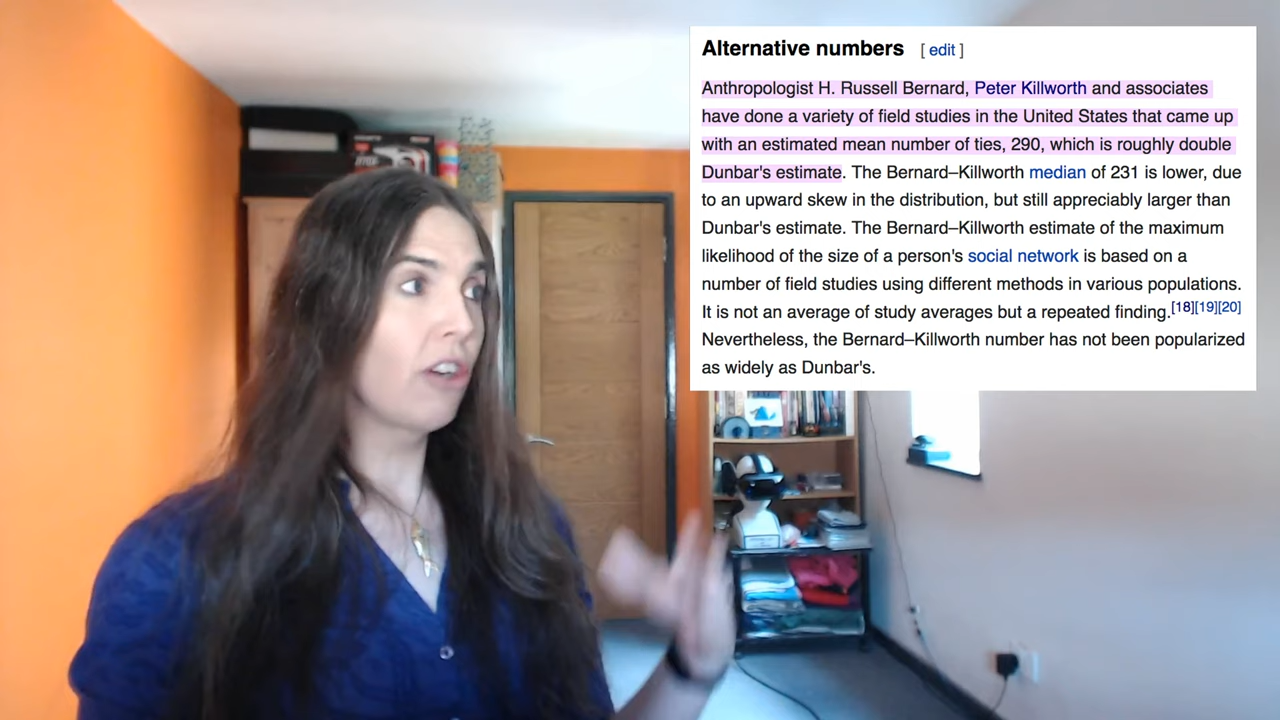 Alternative numbers [ edit ]
Anthropologist H. Russell Bernard, Peter Killworth and associates
have done a variety of field studies in the United States that came up
with an estimated mean number of ties, 290, which is roughly double
Dunbar's estimate. The Bernard–Killworth median of 231 is lower, due
to an upward skew in the distribution, but still appreciably larger than
Dunbar's estimate. The Bernard–Killworth estimate of the maximum
likelihood of the size of a person's social network is based on a
number of field studies using different methods in various populations.
It is not an average of study averages but a repeated finding.[18][19][20]
Nevertheless, the Bernard–Killworth number has not been popularized
as widely as Dunbar's.